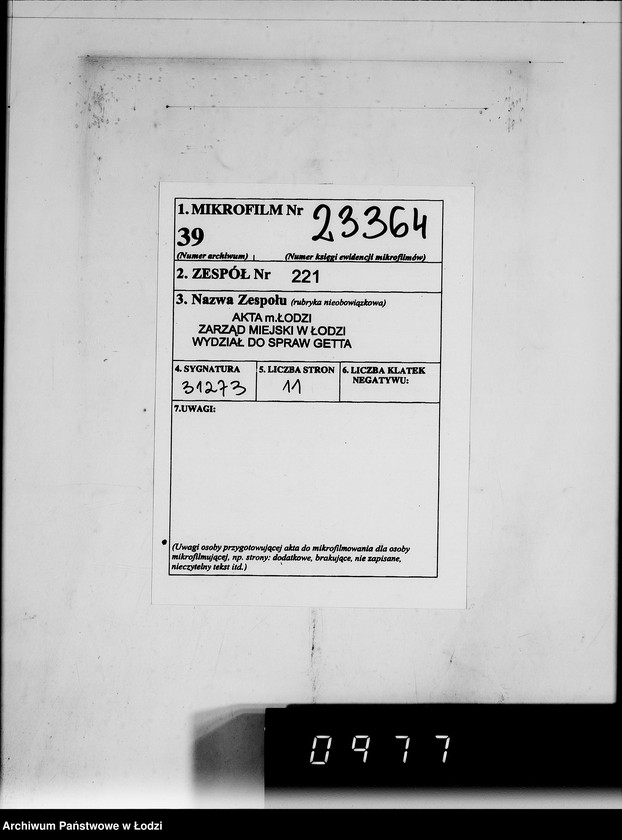 1. MIKROFILM Nr 23364
39
(Numer archiwum) (Numer księgi ewidencji mikrofilmów)
2. ZESPÓŁ Nr 221
3. Nazwa Zespołu (rubryka nieobowiązkowa)
AKTA m.ŁODZI
ZARZĄD MIEJSKI W ŁODZI
WYDZIAŁ DO SPRAW GETTA
4. SYGNATURA 5. LICZBA STRON 6. LICZBA KLATEK
NEGATYWU:
31273 11
7.UWAGI:
(Uwagi osoby przygotowującej akta do mikrofilmowania dla osoby
mikrofilmującej, np. strony: dodatkowe, brakujące, nie zapisane,
nieczytelny tekst itd.)
0977
Archiwum Państwowe w Łodzi